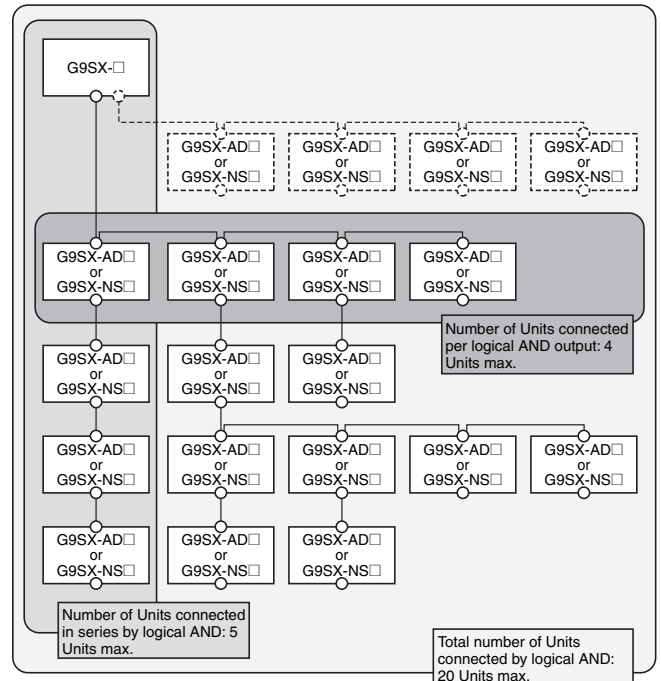 G9SX-□
G9SX-AD□ G9SX-AD□ G9SX-AD□ G9SX-AD□
or or or or
G9SX-NS□ G9SX-NS□ G9SX-NS□ G9SX-NS□
G9SX-AD□ G9SX-AD□ G9SX-AD□ G9SX-AD□
or or or or
G9SX-NS□ G9SX-NS□ G9SX-NS□ G9SX-NS□
Number of Units connected
per logical AND output: 4
Units max.
G9SX-AD□ G9SX-AD□ G9SX-AD□
or or or
G9SX-NS□ G9SX-NS□ G9SX-NS□
G9SX-AD□ G9SX-AD□ G9SX-AD□ G9SX-AD□ G9SX-AD□
or or or or or
G9SX-NS□ G9SX-NS□ G9SX-NS□ G9SX-NS□ G9SX-NS□
G9SX-AD□ G9SX-AD□ G9SX-AD□
or or or
G9SX-NS□ G9SX-NS□ G9SX-NS□
Number of Units connected
in series by logical AND: 5
Units max.
Total number of Units
connected by logical AND:
20 Units max.